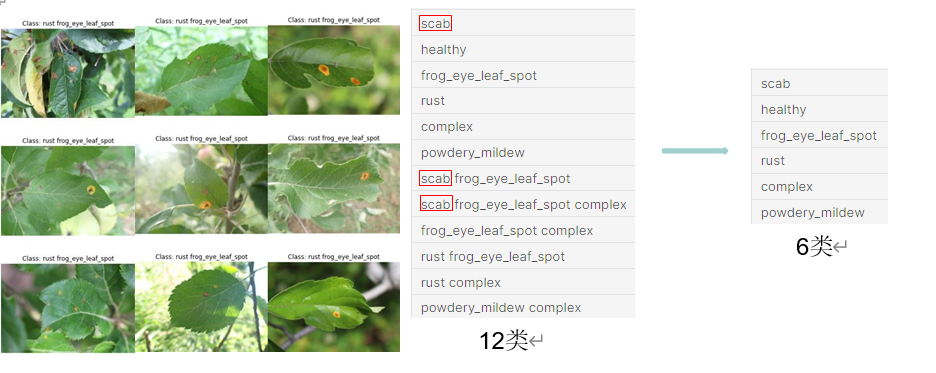 Class: rust frog_eye_leaf_spot
Class: rust frog_eye_leaf_spot
Class: rust frog_eye_leaf_spot
Class: rust frog_eye_leaf_spot
Class: rust frog_eye_leaf_spot
Class: rust frog_eye_leaf_spot
Class: rust frog_eye_leaf_spot
Class: rust frog_eye_leaf_spot
Class: rust frog_eye_leaf_spot
scab
healthy
frog_eye_leaf_spot
rust
complex
powdery_mildew
scab frog_eye_leaf_spot
scab frog_eye_leaf_spot complex
frog_eye_leaf_spot complex
rust frog_eye_leaf_spot
rust complex
powdery_mildew complex
12类
scab
healthy
frog_eye_leaf_spot
rust
complex
powdery_mildew
6类